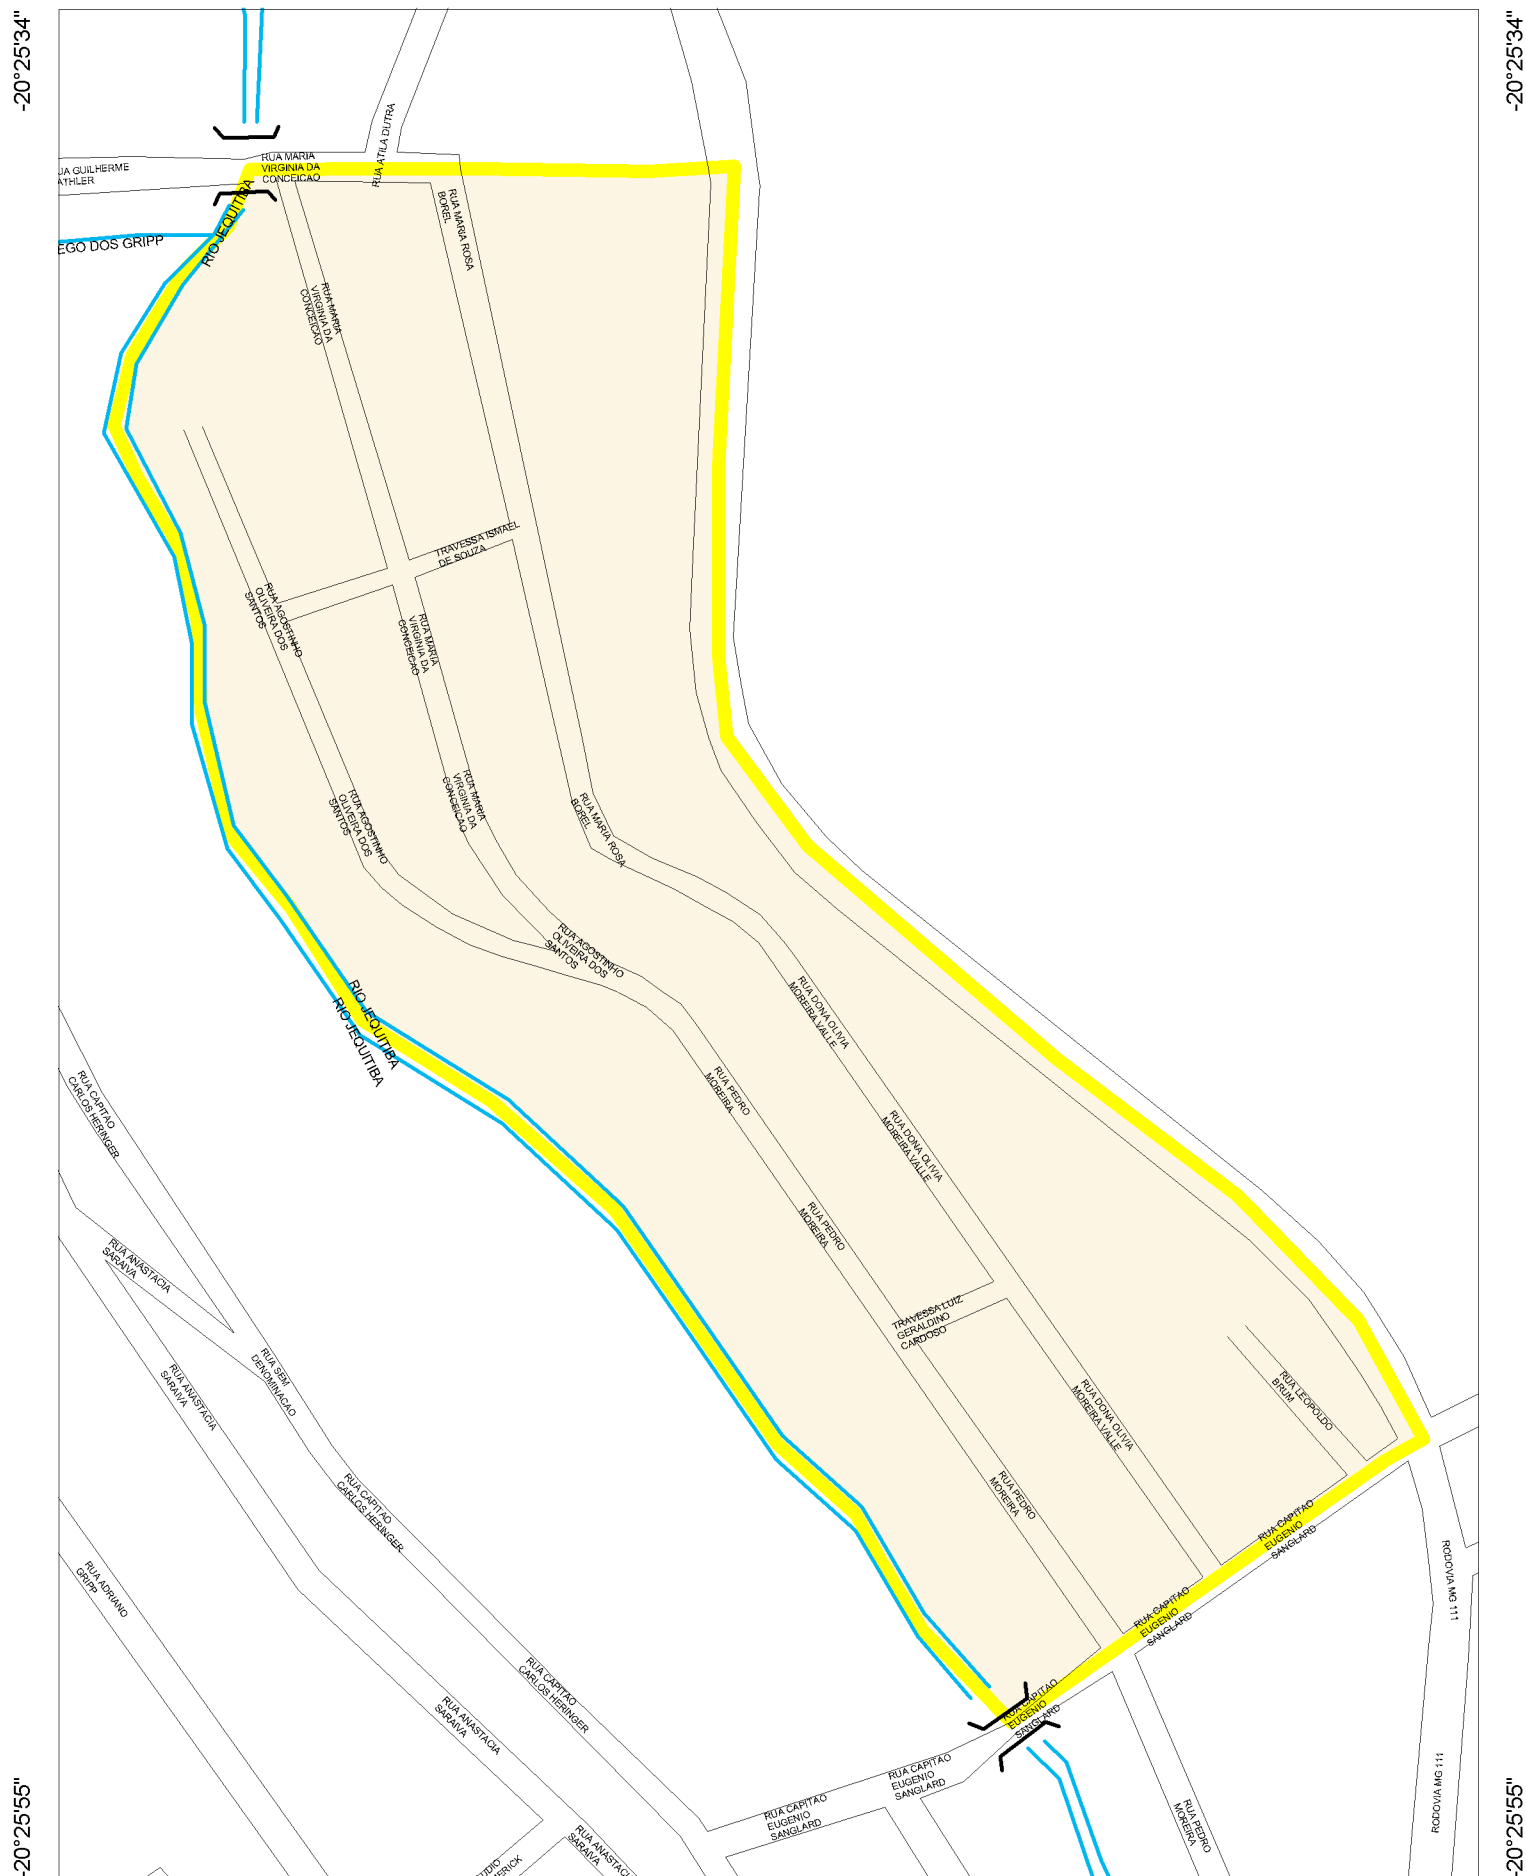 -20°25'34"
-20°25'34"
RUA MARIA
VIRGINIA DA
CONCEICAO
RUA ATILA DUTRA
UA GUILHERME
ATHLER
RIO JEQUITIBA
EGO DOS GRIPP
RUA MARIA ROSA
BOREL
RUA MARIA
VIRGINIA DA
CONCEICAO
TRAVESSA ISMAEL
DE SOUZA
RUA AGOSTINHO
OLIVEIRA DOS
SANTOS
RUA MARIA
VIRGINIA DA
CONCEICAO
RUA MARIA
VIRGINIA DA
CONCEICAO
RUA AGOSTINHO
OLIVEIRA DOS
SANTOS
RUA MARIA ROSA
BOREL
RUA AGOSTINHO
OLIVEIRA DOS
SANTOS
RIO JEQUITIBA
RIO JEQUITIBA
RUA DONA OLIVIA
MOREIRA VALLE
RUA PEDRO
MOREIRA
RUA CAPITAO
CARLOS HERINGER
RUA DONA OLIVIA
MOREIRA VALLE
RUA PEDRO
MOREIRA
RUA ANASTACIA
SARAIVA
TRAVESSA LUIZ
GERALDINO
CARDOSO
RUA SEM
DENOMINACAO
RUA ANASTACIA
SARAIVA
RUA LEOPOLDO
BRUM
RUA DONA OLIVIA
MOREIRA VALLE
RUA PEDRO
MOREIRA
RUA CAPITAO
CARLOS HERINGER
RUA CAPITAO
EUGENIO
SANGLARD
RODOVIA MG 111
RUA ADRIANO
GRIPP
RUA CAPITAO
EUGENIO
SANGLARD
RUA CAPITAO
CARLOS HERINGER
RUA CAPITAO
EUGENIO
SANGLARD
RUA ANASTACIA
SARAIVA
RUA CAPITAO
EUGENIO
SANGLARD
RUA CAPITAO
EUGENIO
SANGLARD
RODOVIA MG 111
RUA PEDRO
MOREIRA
RUA ANASTACI
SARAIVA
UDIO
ERICK
-20°25'55"
-20°25'55"